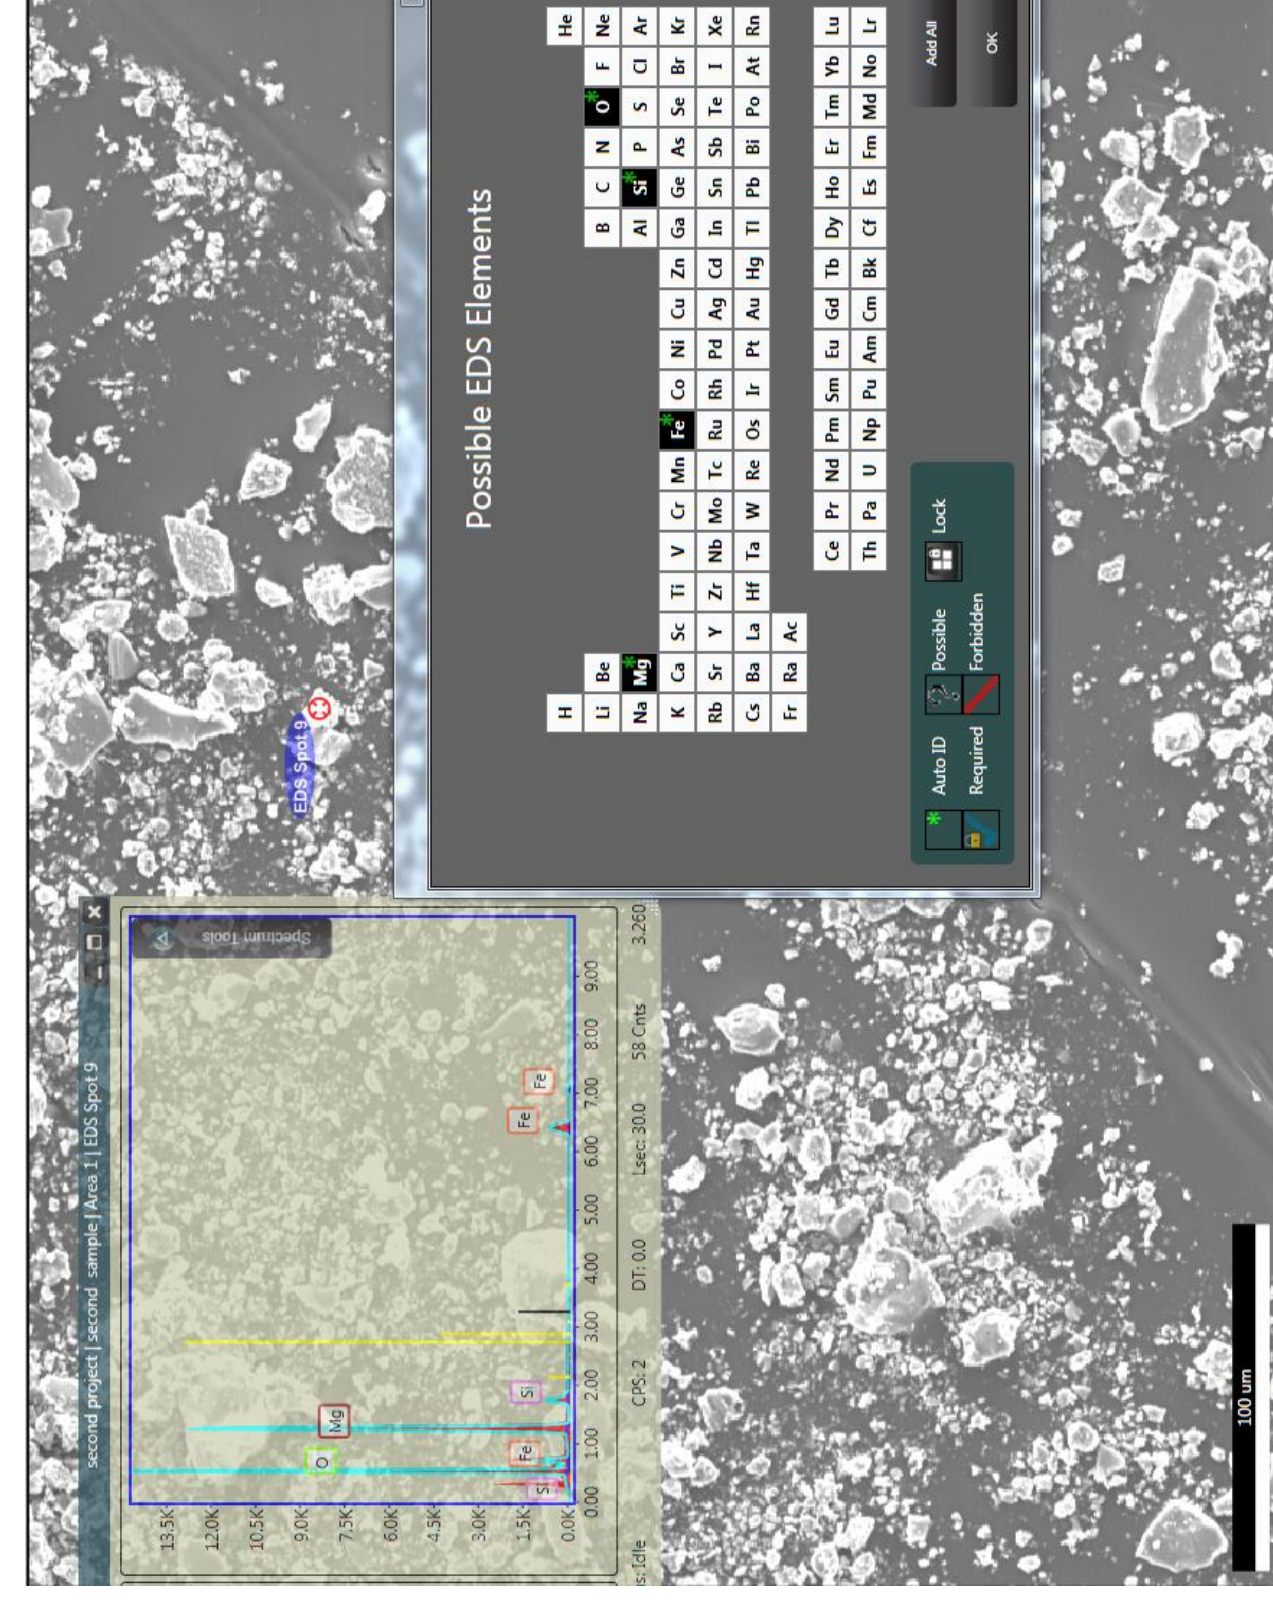 second project | second sample | Area 1 | EDS Spot 9
Spectrum Tools
13.5K
12.0K
10.5K
9.0K
7.5K
6.0K
4.5K
3.0K
1.5K
0.0K
O
Mg
Si
Fe
Si
Fe
Fe
0.00 1.00 2.00 3.00 4.00 5.00 6.00 7.00 8.00 9.00
s: Idle CPS: 2 DT: 0.0 Lsec: 30.0 58 Cnts 3.260
EDS Spot 9
Possible EDS Elements
H He
Li Be B C N O F Ne
Na Mg Al Si P S Cl Ar
K Ca Sc Ti V Cr Mn Fe Co Ni Cu Zn Ga Ge As Se Br Kr
Rb Sr Y Zr Nb Mo Tc Ru Rh Pd Ag Cd In Sn Sb Te I Xe
Cs Ba La Hf Ta W Re Os Ir Pt Au Hg Tl Pb Bi Po At Rn
Fr Ra Ac
Ce Pr Nd Pm Sm Eu Gd Tb Dy Ho Er Tm Yb Lu
Th Pa U Np Pu Am Cm Bk Cf Es Fm Md No Lr
Auto ID Possible Lock
Required Forbidden
Add All
OK
100 um